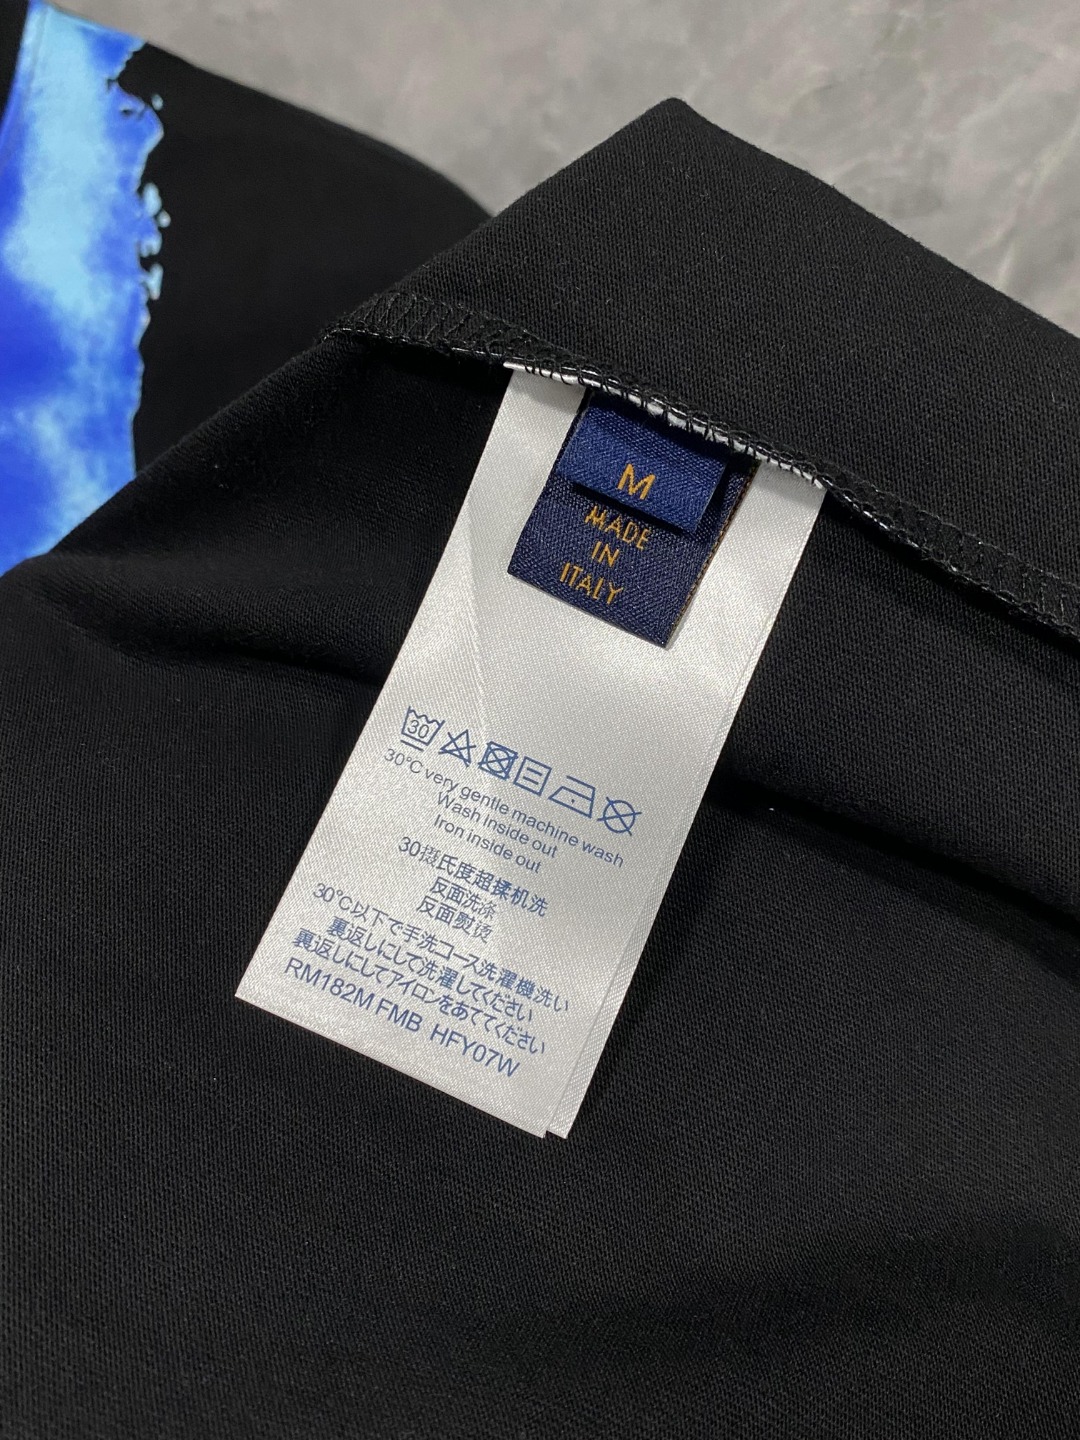 M
MADE
IN
ITALY
30
30°C very gentle machine wash
Wash inside out
Iron inside out
30摄氏度超揉机洗
反面洗涤
反面熨烫
30°C以下で手洗コース洗濯機洗い
裏返しにして洗濯してください
裏返しにしてアイロンをあててください
RM182M FMB HFY07W